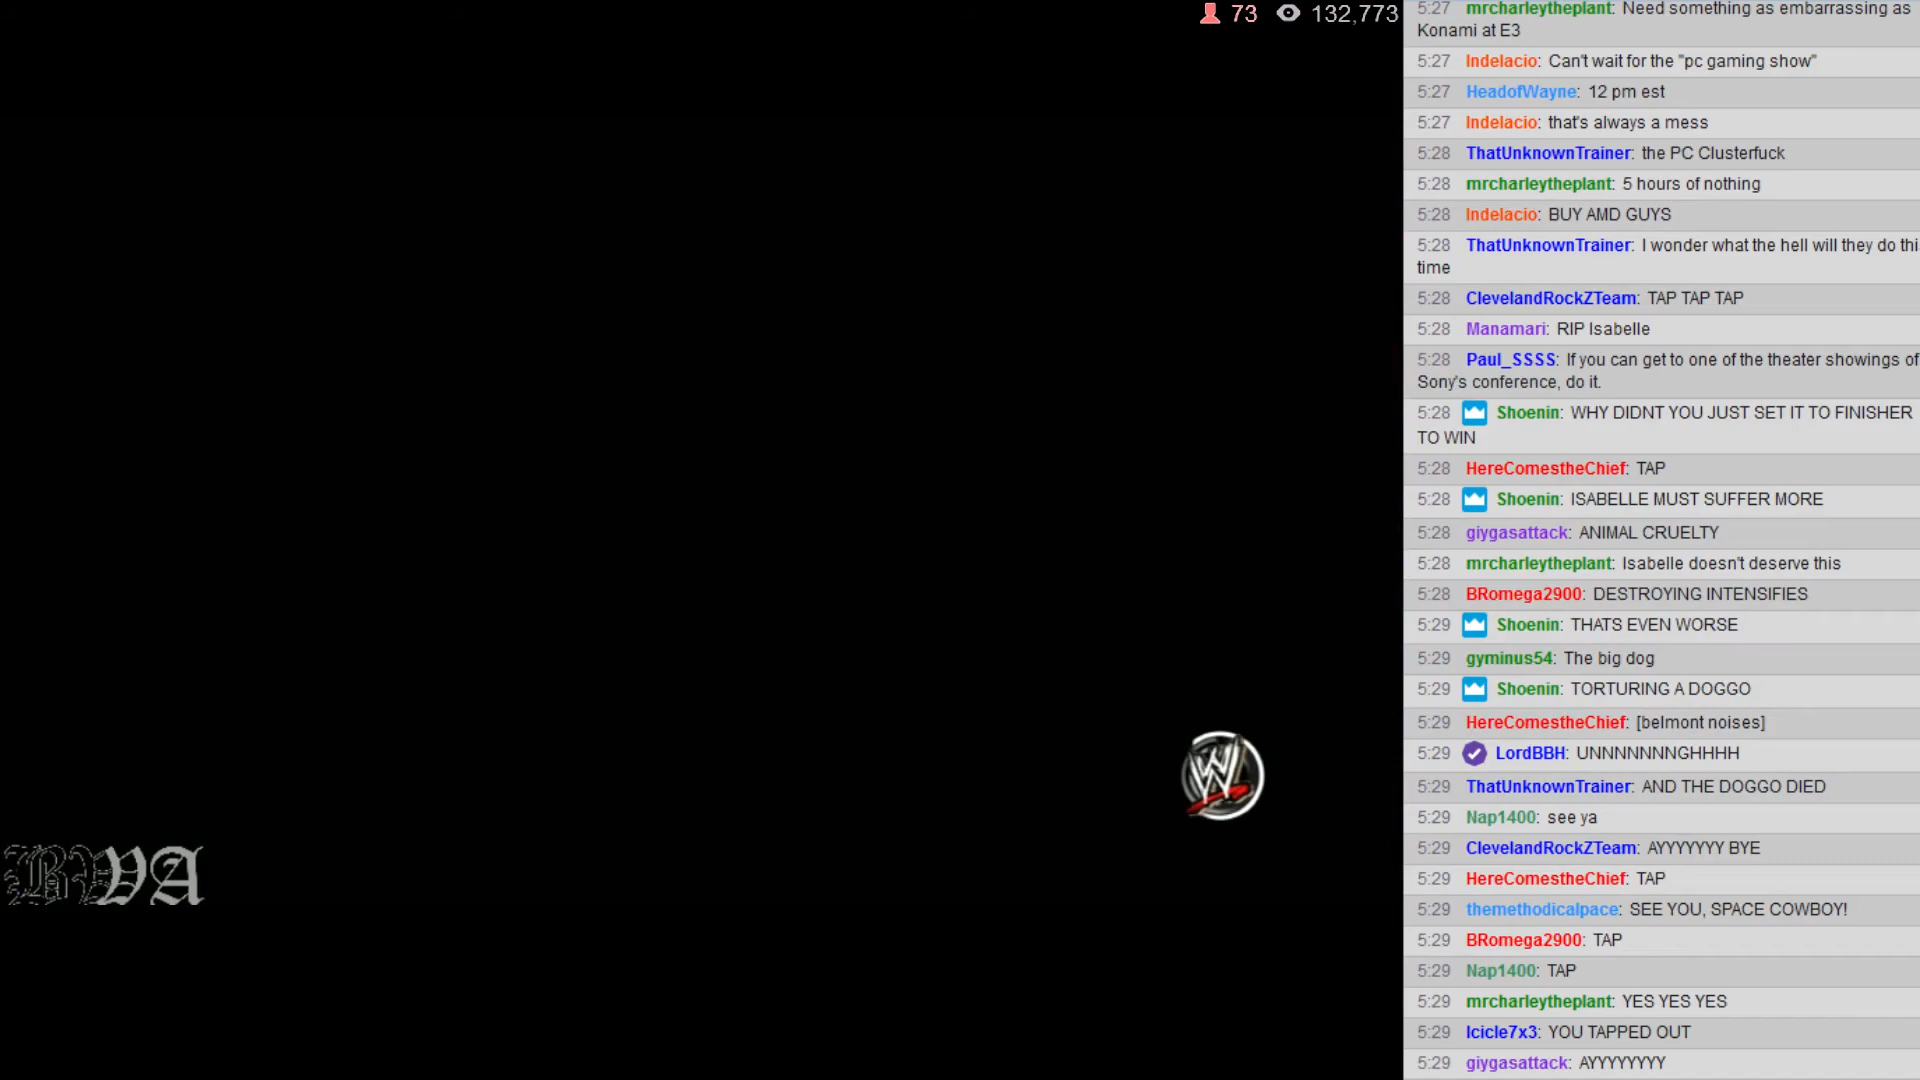 73 132,773
5:27 mrcharleytheplant: Need something as embarrassing as
Konami at E3
5:27 Indelacio: Can't wait for the "pc gaming show"
5:27 HeadofWayne: 12 pm est
5:27 Indelacio: that's always a mess
5:28 ThatUnknownTrainer: the PC Clusterfuck
5:28 mrcharleytheplant: 5 hours of nothing
5:28 Indelacio: BUY AMD GUYS
5:28 ThatUnknownTrainer: I wonder what the hell will they do thi
time
5:28 ClevelandRockZTeam: TAP TAP TAP
5:28 Manamari: RIP Isabelle
5:28 Paul_SSSS: If you can get to one of the theater showings of
Sony's conference, do it.
5:28 Shoenin: WHY DIDNT YOU JUST SET IT TO FINISHER
TO WIN
5:28 HereComestheChief: TAP
5:28 Shoenin: ISABELLE MUST SUFFER MORE
5:28 giygasattack: ANIMAL CRUELTY
5:28 mrcharleytheplant: Isabelle doesn't deserve this
5:28 BRomega2900: DESTROYING INTENSIFIES
5:29 Shoenin: THATS EVEN WORSE
5:29 gyminus54: The big dog
5:29 Shoenin: TORTURING A DOGGO
5:29 HereComestheChief: [belmont noises]
5:29 LordBBH: UNNNNNNNGHHHH
5:29 ThatUnknownTrainer: AND THE DOGGO DIED
5:29 Nap1400: see ya
5:29 ClevelandRockZTeam: AYYYYYYY BYE
5:29 HereComestheChief: TAP
5:29 themethodicalpace: SEE YOU, SPACE COWBOY!
5:29 BRomega2900: TAP
5:29 Nap1400: TAP
5:29 mrcharleytheplant: YES YES YES
5:29 Icicle7x3: YOU TAPPED OUT
5:29 giygasattack: AYYYYYYYY
W